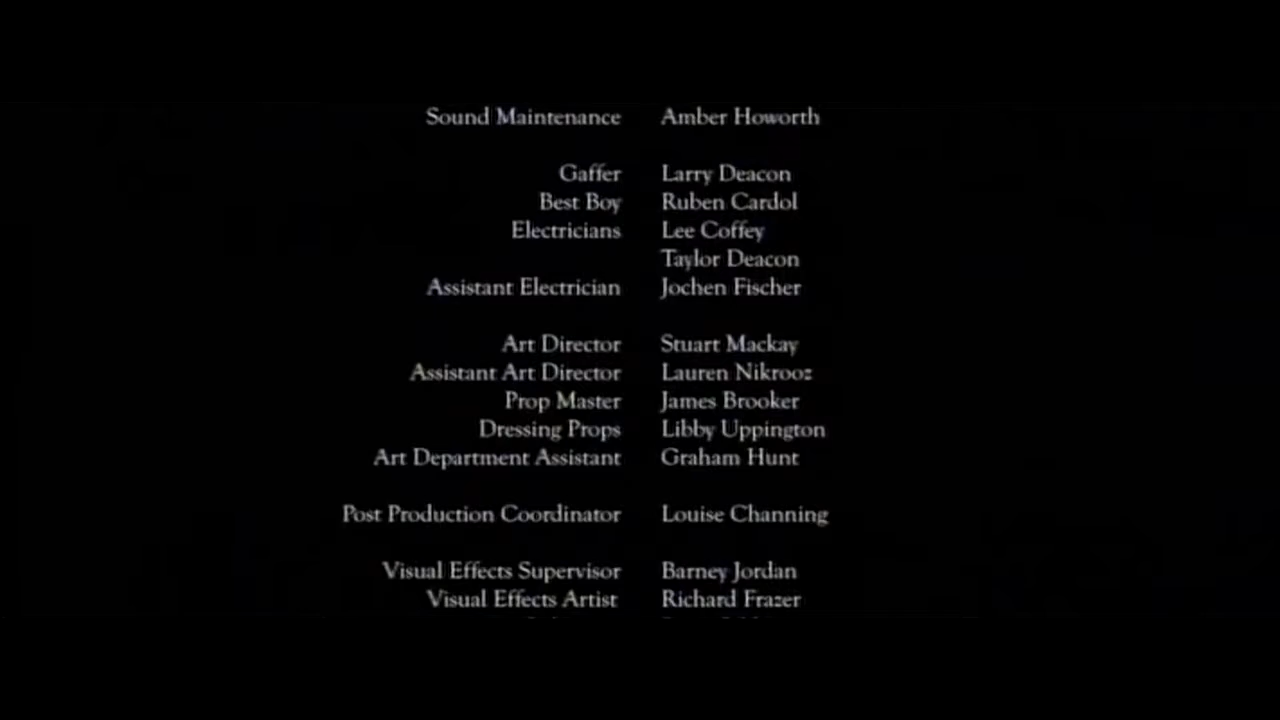 Sound Maintenance Amber Howorth
Gaffer Larry Deacon
Best Boy Ruben Cardol
Electricians Lee Coffey
Taylor Deacon
Assistant Electrician Jochen Fischer
Art Director Stuart Mackay
Assistant Art Director Lauren Nikrooz
Prop Master James Brooker
Dressing Props Libby Uppington
Art Department Assistant Graham Hunt
Post Production Coordinator Louise Channing
Visual Effects Supervisor Barney Jordan
Visual Effects Artist Richard Frazer